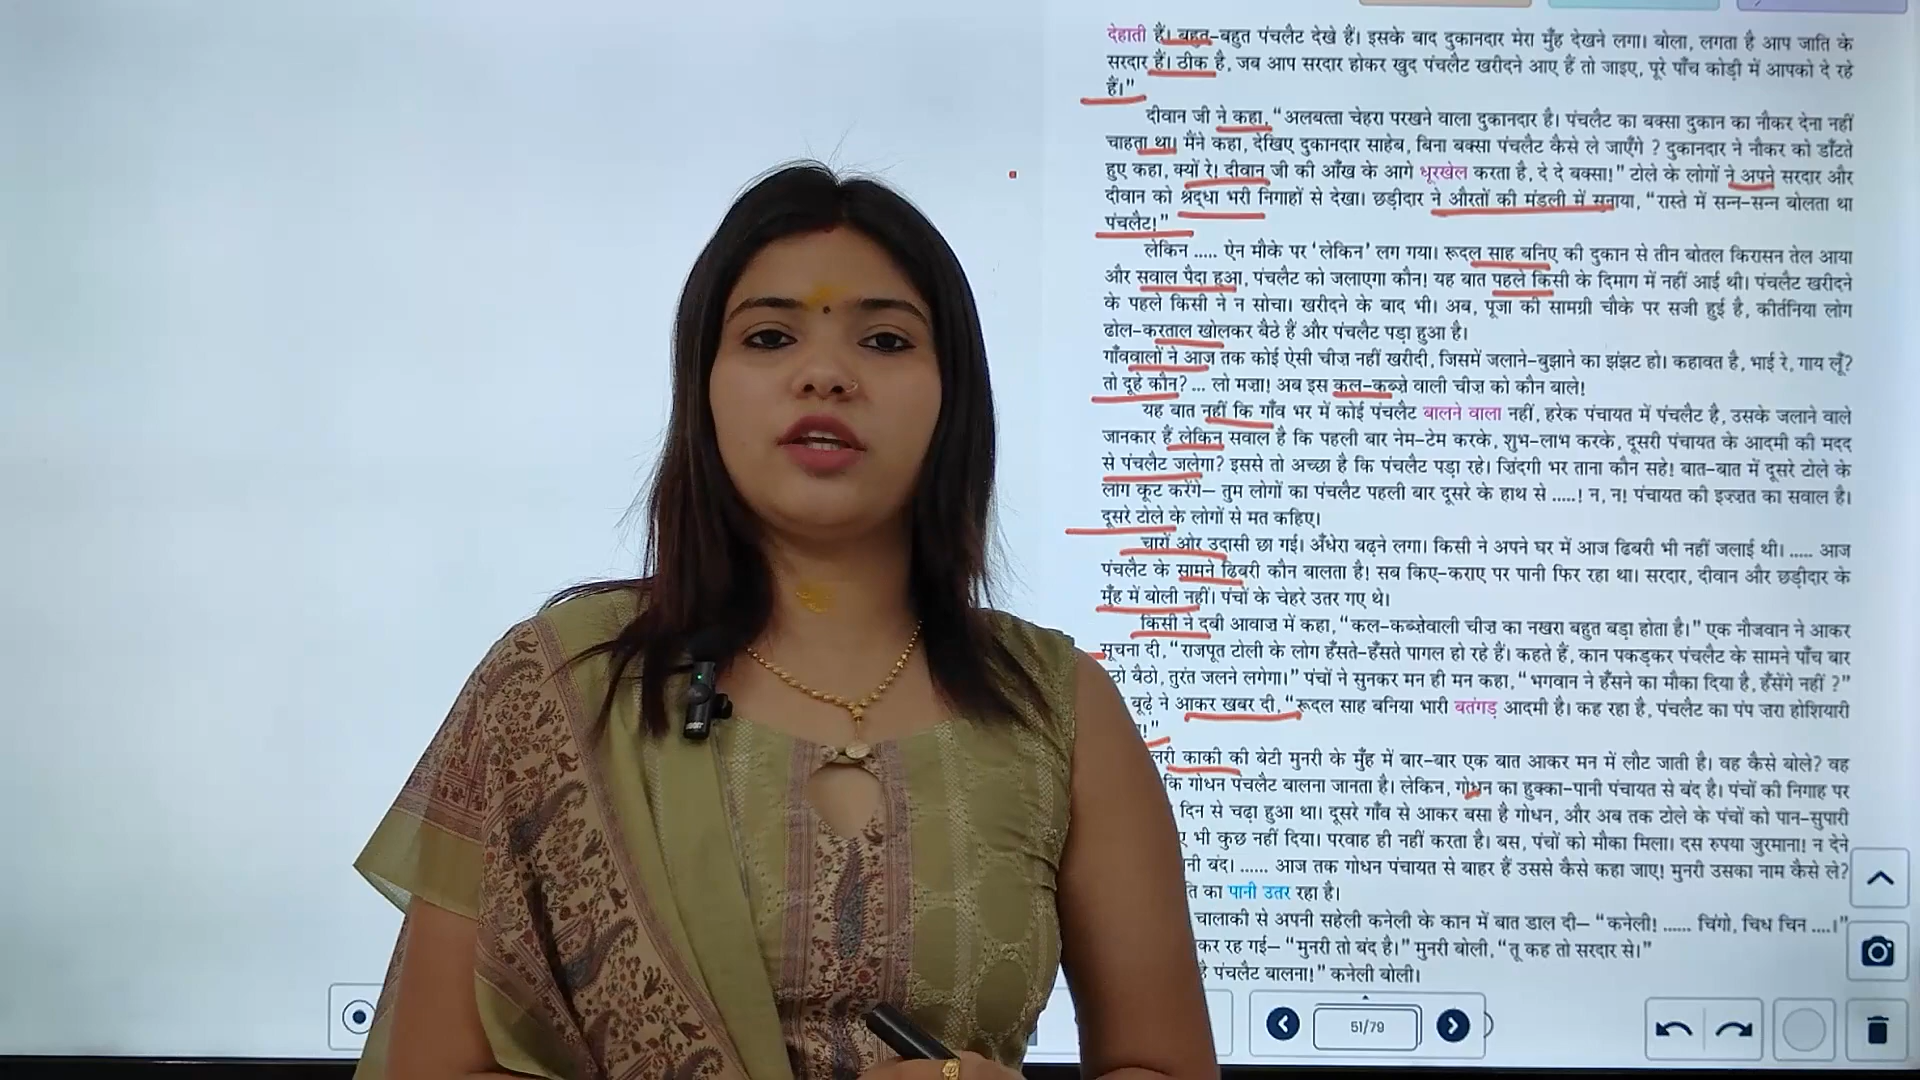 देहाती हैं। बहुत-बहुत पंचलैट देखे हैं। इसके बाद दुकानदार मेरा मुँह देखने लगा। बोला, लगता है आप जाति के
सरदार हैं। ठीक है, जब आप सरदार होकर खुद पंचलैट खरीदने आए हैं तो जाइए, पूरे पाँच कोड़ी में आपको दे रहे
हैं।"
दीवान जी ने कहा, "अलबत्ता चेहरा परखने वाला दुकानदार है। पंचलैट का बक्सा दुकान का नौकर देना नहीं
चाहता था। मैंने कहा, देखिए दुकानदार साहेब, बिना बक्सा पंचलैट कैसे ले जाएँगे ? दुकानदार ने नौकर को डाँटते
हुए कहा, क्यों रे! दीवान जी की आँख के आगे धूरखेल करता है, दे दे बक्सा!" टोले के लोगों ने अपने सरदार और
दीवान को श्रद्धा भरी निगाहों से देखा। छड़ीदार ने औरतों की मंडली में सुनाया, "रास्ते में सन्न-सन्न बोलता था
पंचलैट!"
लेकिन ..... ऐन मौके पर 'लेकिन' लग गया। रूदल साह बनिए की दुकान से तीन बोतल किरासन तेल आया
और सवाल पैदा हुआ, पंचलैट को जलाएगा कौन! यह बात पहले किसी के दिमाग में नहीं आई थी। पंचलैट खरीदने
के पहले किसी ने न सोचा। खरीदने के बाद भी। अब, पूजा की सामग्री चौके पर सजी हुई है, कीर्तनिया लोग
ढोल-करताल खोलकर बैठे हैं और पंचलैट पड़ा हुआ है।
गाँववालों ने आज तक कोई ऐसी चीज़ नहीं खरीदी, जिसमें जलाने-बुझाने का झंझट हो। कहावत है, भाई रे, गाय लूँ?
तो दूहे कौन? ... लो मज़ा! अब इस कल-कब्ज़े वाली चीज़ को कौन बाले!
यह बात नहीं कि गाँव भर में कोई पंचलैट बालने वाला नहीं, हरेक पंचायत में पंचलैट है, उसके जलाने वाले
जानकार हैं लेकिन सवाल है कि पहली बार नेम-टेम करके, शुभ-लाभ करके, दूसरी पंचायत के आदमी की मदद
से पंचलैट जलेगा? इससे तो अच्छा है कि पंचलैट पड़ा रहे। ज़िंदगी भर ताना कौन सहे! बात-बात में दूसरे टोले के
लोग कूट करेंगे– तुम लोगों का पंचलैट पहली बार दूसरे के हाथ से .....! न, न! पंचायत की इज़्ज़त का सवाल है।
दूसरे टोले के लोगों से मत कहिए।
चारों ओर उदासी छा गई। अँधेरा बढ़ने लगा। किसी ने अपने घर में आज ढिबरी भी नहीं जलाई थी। ..... आज
पंचलैट के सामने ढिबरी कौन बालता है! सब किए-कराए पर पानी फिर रहा था। सरदार, दीवान और छड़ीदार के
मुँह में बोली नहीं। पंचों के चेहरे उतर गए थे।
किसी ने दबी आवाज़ में कहा, "कल-कब्ज़ेवाली चीज़ का नखरा बहुत बड़ा होता है।" एक नौजवान ने आकर
सूचना दी, "राजपूत टोली के लोग हँसते-हँसते पागल हो रहे हैं। कहते हैं, कान पकड़कर पंचलैट के सामने पाँच बार
ठो बैठो, तुरंत जलने लगेगा।" पंचों ने सुनकर मन ही मन कहा, "भगवान ने हँसने का मौका दिया है, हँसेंगे नहीं ?"
बूढ़े ने आकर खबर दी, "रूदल साह बनिया भारी बतंगड़ आदमी है। कह रहा है, पंचलैट का पंप ज़रा होशियारी
!"
लरी काकी की बेटी मुनरी के मुँह में बार-बार एक बात आकर मन में लौट जाती है। वह कैसे बोले? वह
कि गोधन पंचलैट बालना जानता है। लेकिन, गोधन का हुक्का-पानी पंचायत से बंद है। पंचों की निगाह पर
दिन से चढ़ा हुआ था। दूसरे गाँव से आकर बसा है गोधन, और अब तक टोले के पंचों को पान-सुपारी
ए भी कुछ नहीं दिया। परवाह ही नहीं करता है। बस, पंचों को मौका मिला। दस रुपया जुरमाना! न देने
नी बंद। ...... आज तक गोधन पंचायत से बाहर हैं उससे कैसे कहा जाए! मुनरी उसका नाम कैसे ले?
ति का पानी उतर रहा है।
चालाकी से अपनी सहेली कनेली के कान में बात डाल दी– "कनेली! ...... चिंगो, चिध चिन ....।"
कर रह गई– "मुनरी तो बंद है।" मुनरी बोली, "तू कह तो सरदार से।"
है पंचलैट बालना!" कनेली बोली।
51/79